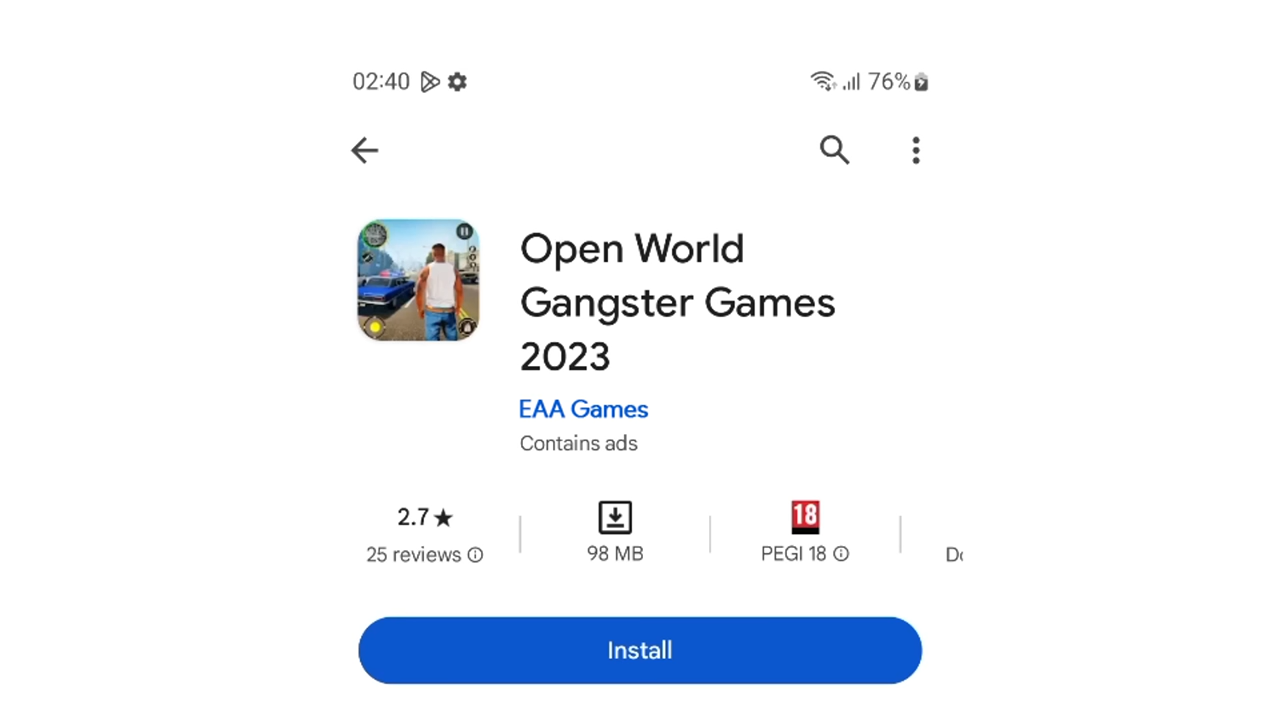 02:40 76%
Open World
Gangster Games
2023
EAA Games
Contains ads
2.7★ 18
25 reviews 98 MB PEGI 18
Install